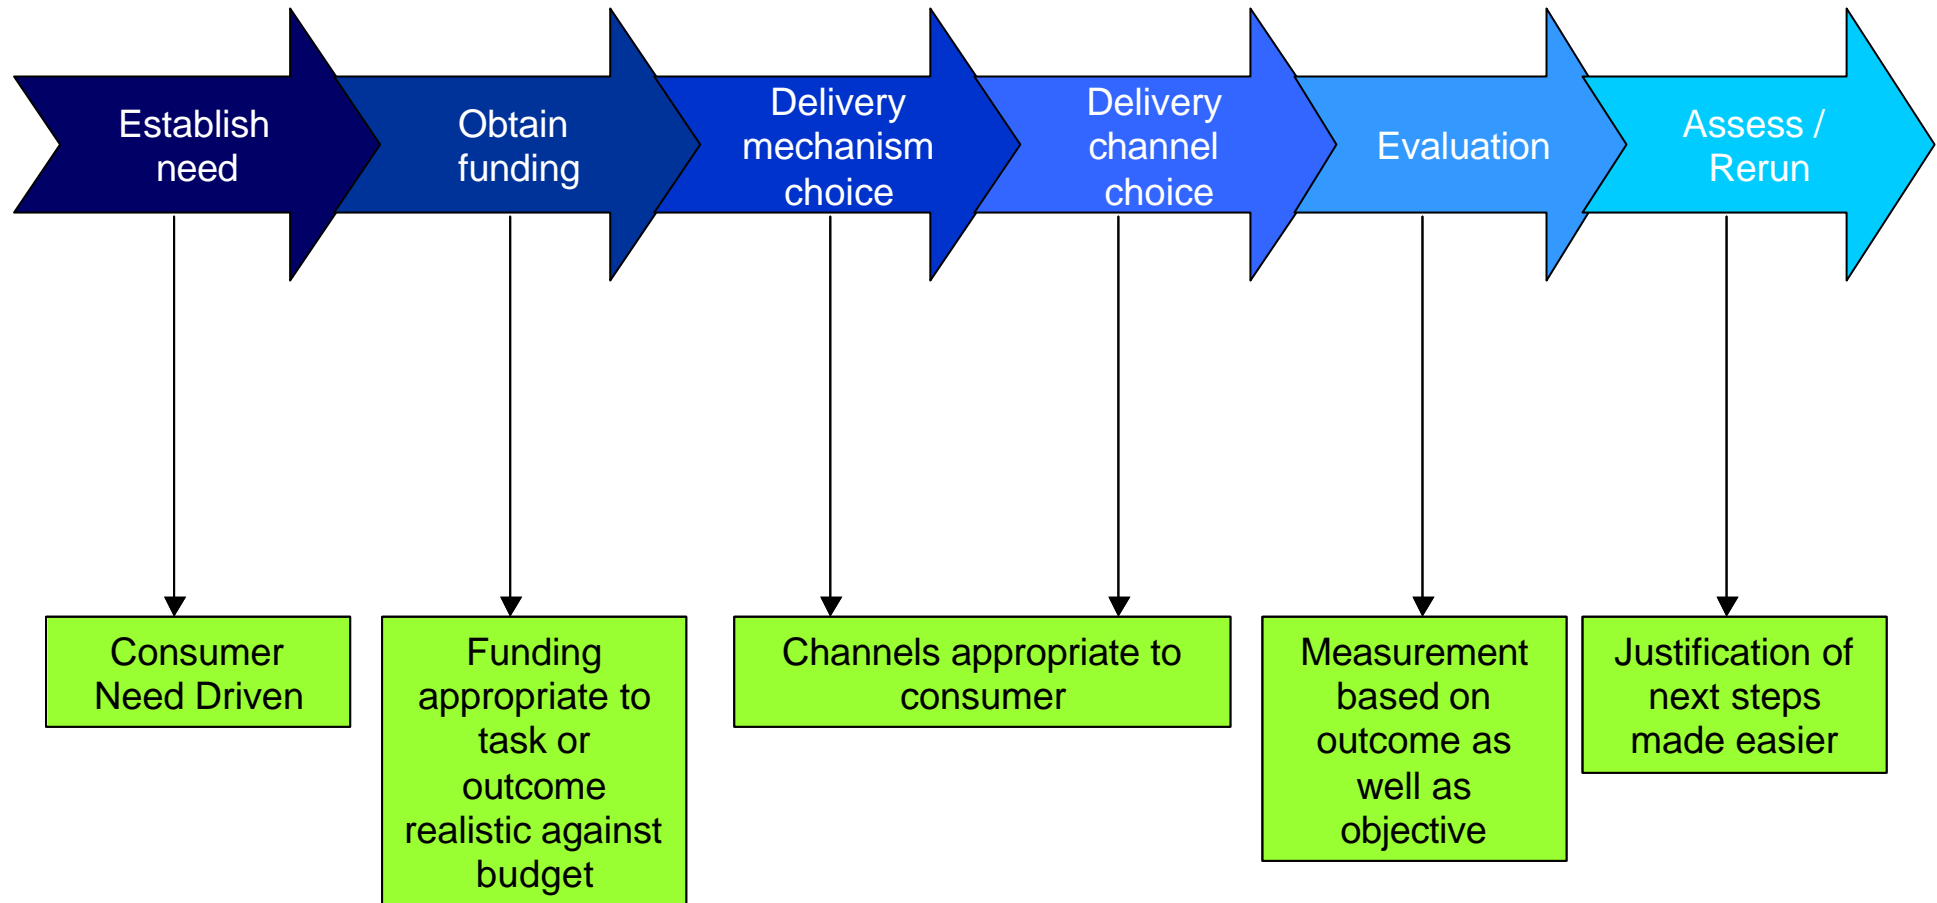 Establish
need
Obtain
funding
Delivery
mechanism
choice
Delivery
channel
choice
Evaluation
Assess /
Rerun
Consumer
Need Driven
Funding
appropriate to
task or
outcome
realistic against
budget
Channels appropriate to
consumer
Measurement
based on
outcome as
well as
objective
Justification of
next steps
made easier